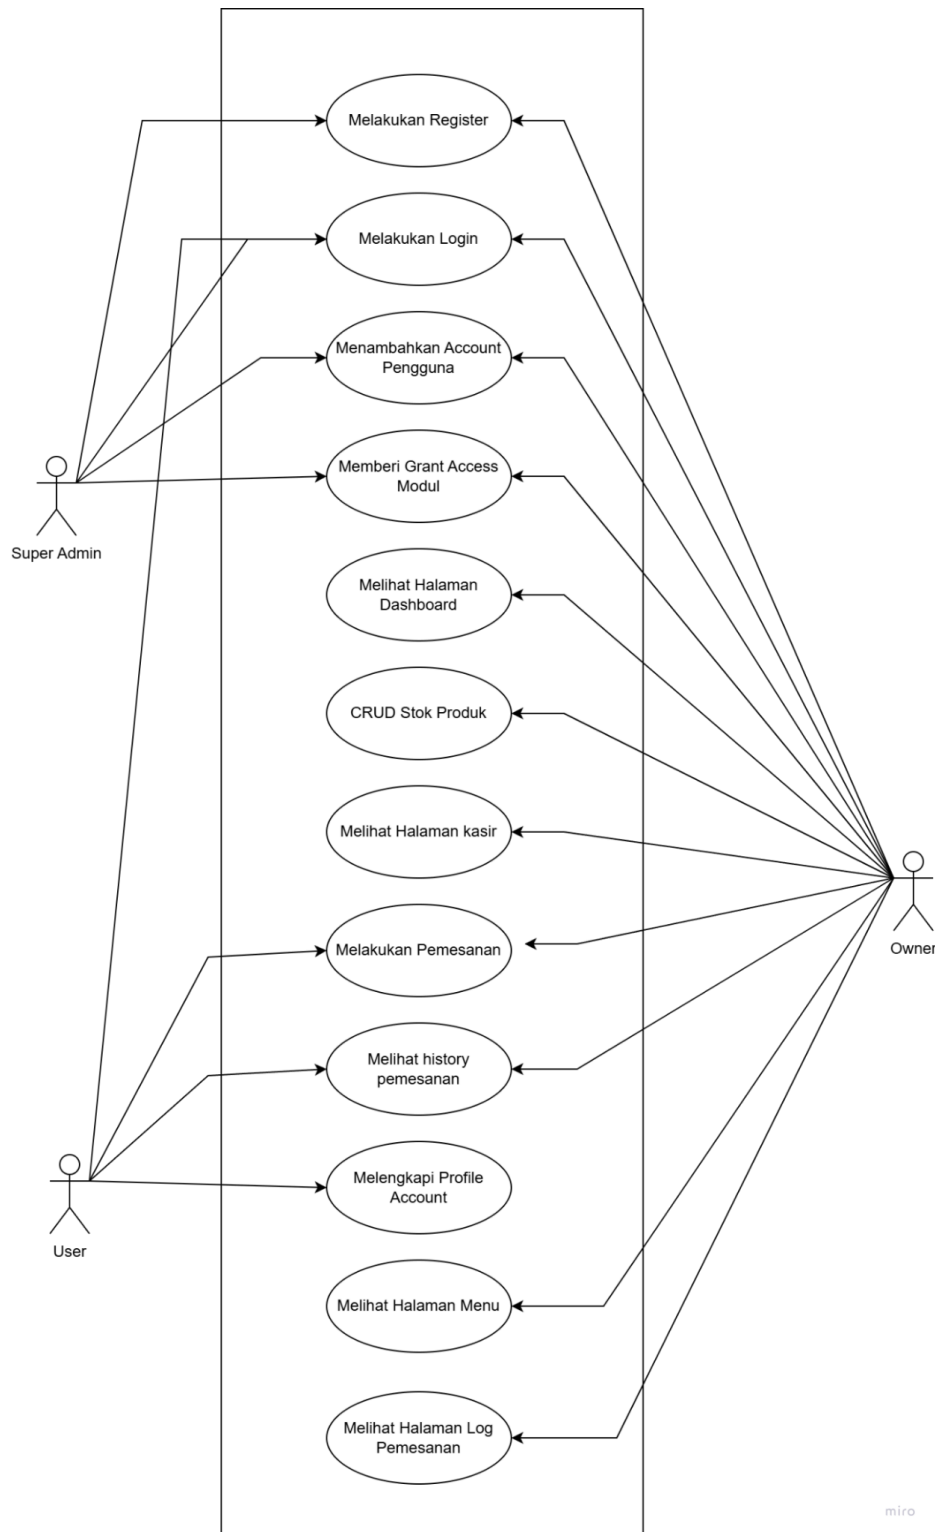 Melakukan Register
Melakukan Login
Menambahkan Account
Pengguna
Memberi Grant Access
Modul
Super Admin
Melihat Halaman
Dashboard
CRUD Stok Produk
Melihat Halaman kasir
Owner
Melakukan Pemesanan
Melihat history
pemesanan
Melengkapi Profile
Account
User
Melihat Halaman Menu
Melihat Halaman Log
Pemesanan
miro